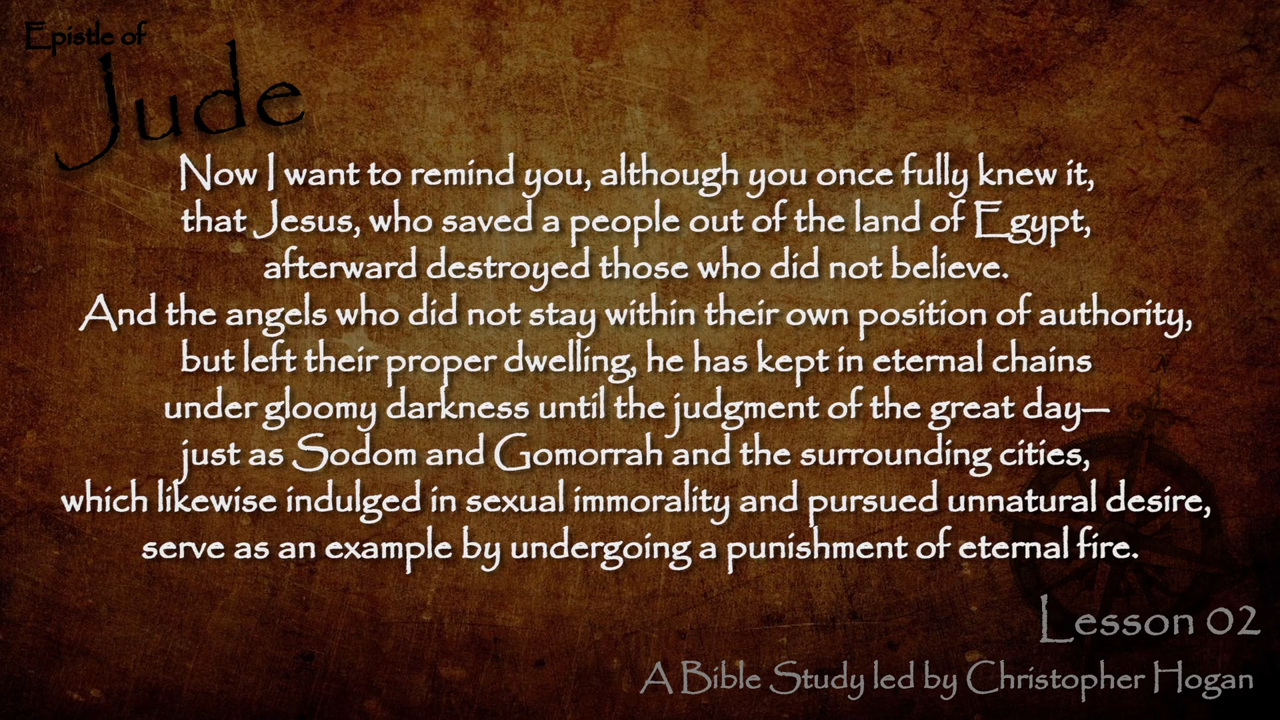 Epistle of
Jude
Now I want to remind you, although you once fully knew it,
that Jesus, who saved a people out of the land of Egypt,
afterward destroyed those who did not believe.
And the angels who did not stay within their own position of authority,
but left their proper dwelling, he has kept in eternal chains
under gloomy darkness until the judgment of the great day—
just as Sodom and Gomorrah and the surrounding cities,
which likewise indulged in sexual immorality and pursued unnatural desire,
serve as an example by undergoing a punishment of eternal fire.
Lesson 02
A Bible Study led by Christopher Hogan